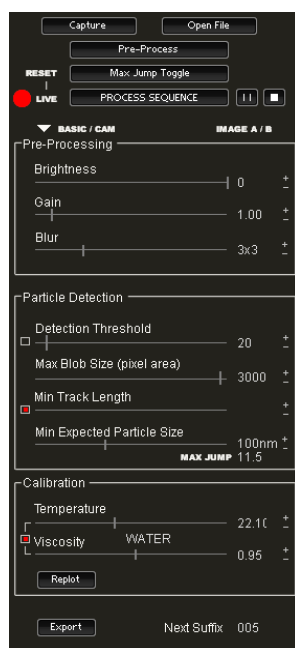 Capture Open File
Pre-Process
RESET Max Jump Toggle
LIVE PROCESS SEQUENCE
BASIC / CAM IMAGE A / B
Pre-Processing
Brightness
0 + -
Gain
1.00 + -
Blur
3x3 + -
Particle Detection
Detection Threshold
20 + -
Max Blob Size (pixel area)
3000 + -
Min Track Length
+ -
Min Expected Particle Size
100nm + -
MAX JUMP 11.5
Calibration
Temperature
22.1( + -
Viscosity WATER
0.95 + -
Replot
Export Next Suffix 005